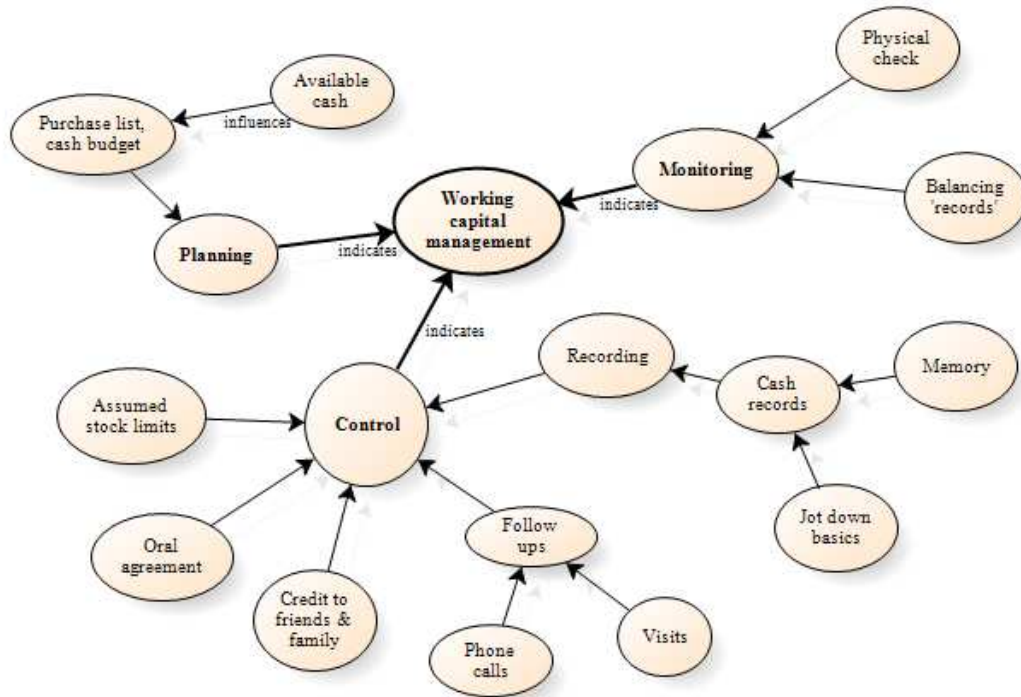 Physical
check
Available
cash
influences
Purchase list,
cash budget
Monitoring
Working
capital
management
indicates
Balancing
'records'
Planning
indicates
indicates
Recording
Cash
records
Memory
Assumed
stock limits
Control
Jot down
basics
Follow
ups
Oral
agreement
Credit to
friends &
family
Phone
calls
Visits